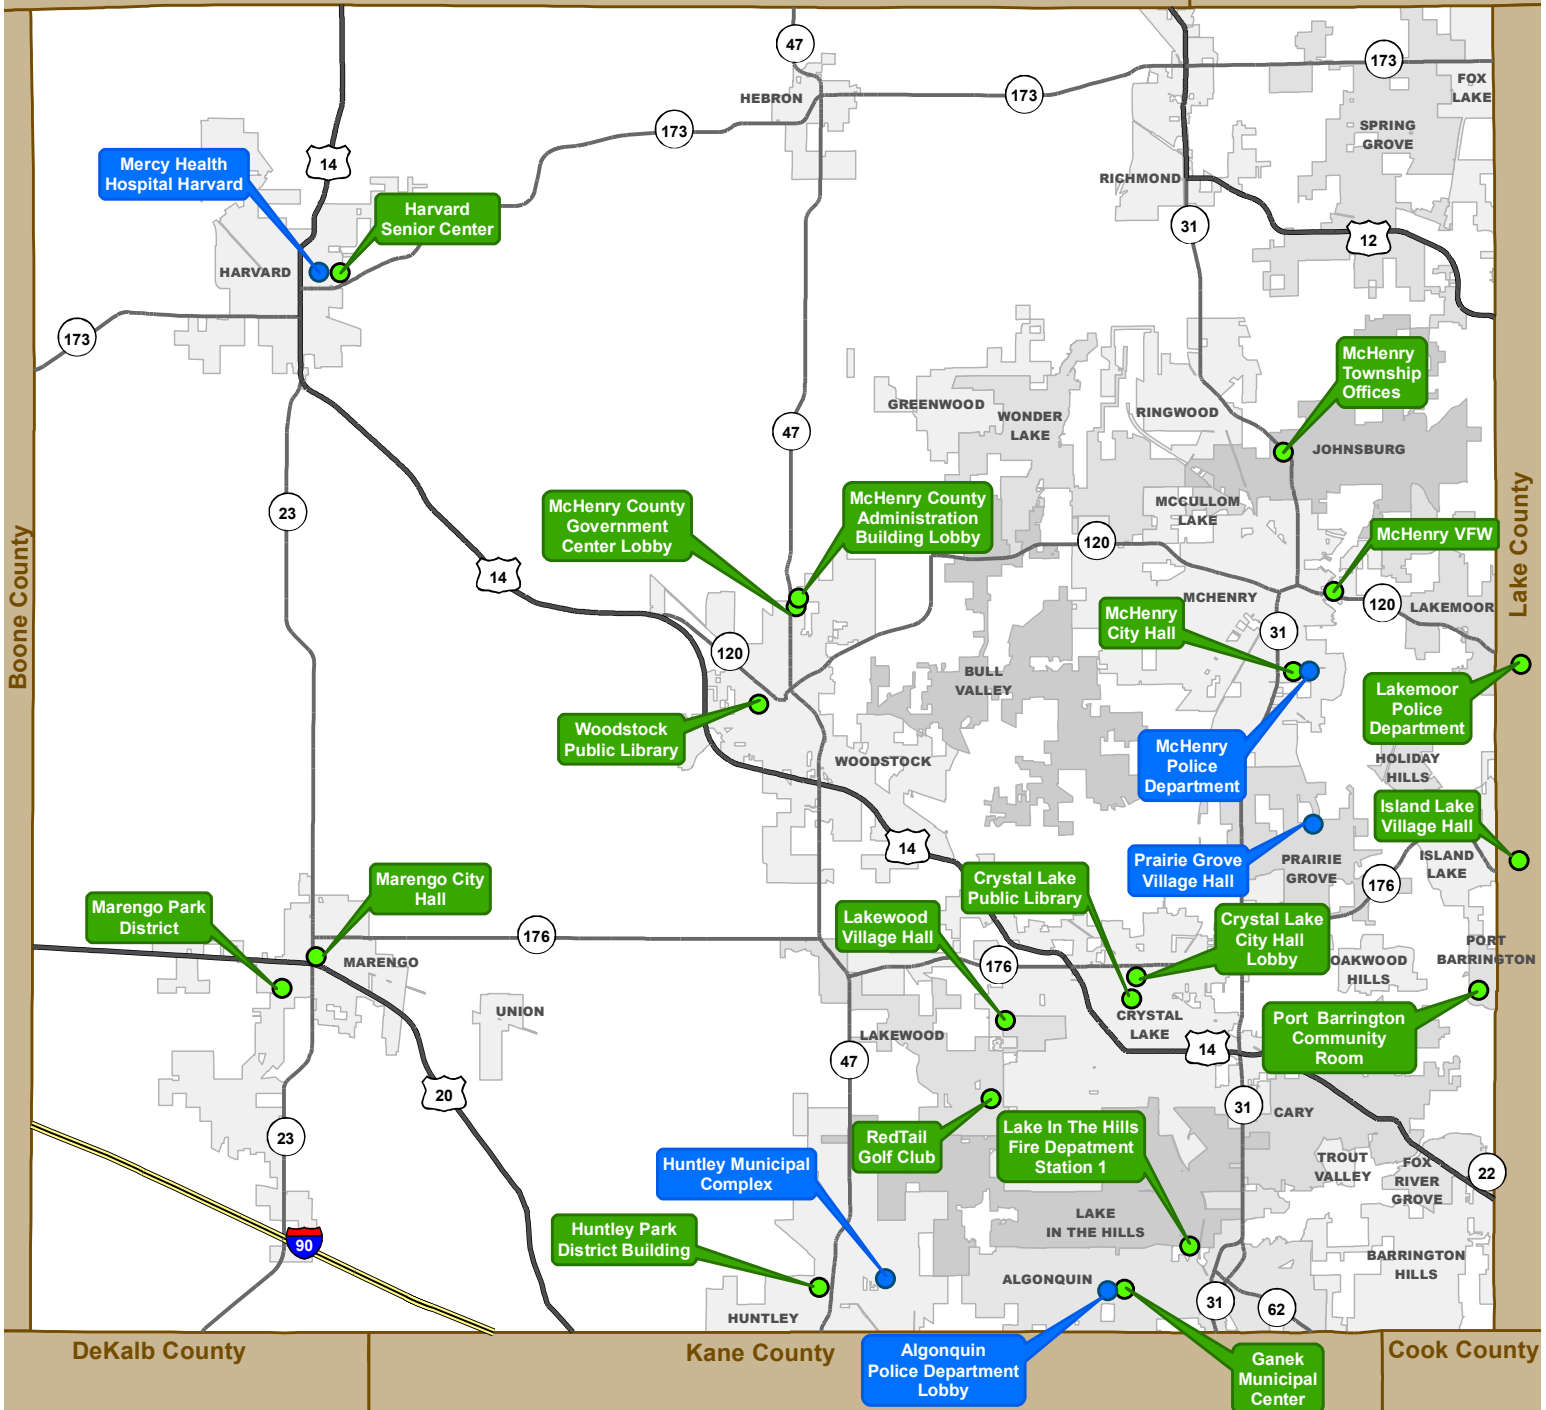 47
173
FOX
LAKE
HEBRON
173
173
SPRING
GROVE
14
Mercy Health
Hospital Harvard
RICHMOND
Harvard
Senior Center
31
12
HARVARD
173
McHenry
Township
Offices
GREENWOOD
WONDER
LAKE
RINGWOOD
47
JOHNSBURG
23
McHenry County
Government
Center Lobby
McHenry County
Administration
Building Lobby
MCCULLOM
LAKE
McHenry VFW
120
Boone County
Lake County
14
MCHENRY
120
LAKEMOOR
McHenry
City Hall
31
120
BULL
VALLEY
Lakemoor
Police
Department
Woodstock
Public Library
WOODSTOCK
McHenry
Police
Department
HOLIDAY
HILLS
Island Lake
Village Hall
14
Prairie Grove
Village Hall
PRAIRIE
GROVE
ISLAND
LAKE
176
Marengo City
Hall
Crystal Lake
Public Library
Marengo Park
District
Lakewood
Village Hall
Crystal Lake
City Hall
Lobby
176
176
MARENGO
PORT
BARRINGTON
OAKWOOD
HILLS
UNION
CRYSTAL
LAKE
LAKEWOOD
Port Barrington
Community
Room
14
47
20
31
CARY
23
RedTail
Golf Club
Lake In The Hills
Fire Depatment
Station 1
Huntley Municipal
Complex
TROUT
VALLEY
FOX
RIVER
GROVE
22
Huntley Park
District Building
LAKE
IN THE HILLS
90
BARRINGTON
HILLS
ALGONQUIN
31
62
HUNTLEY
DeKalb County
Kane County
Cook County
Algonquin
Police Department
Lobby
Ganek
Municipal
Center